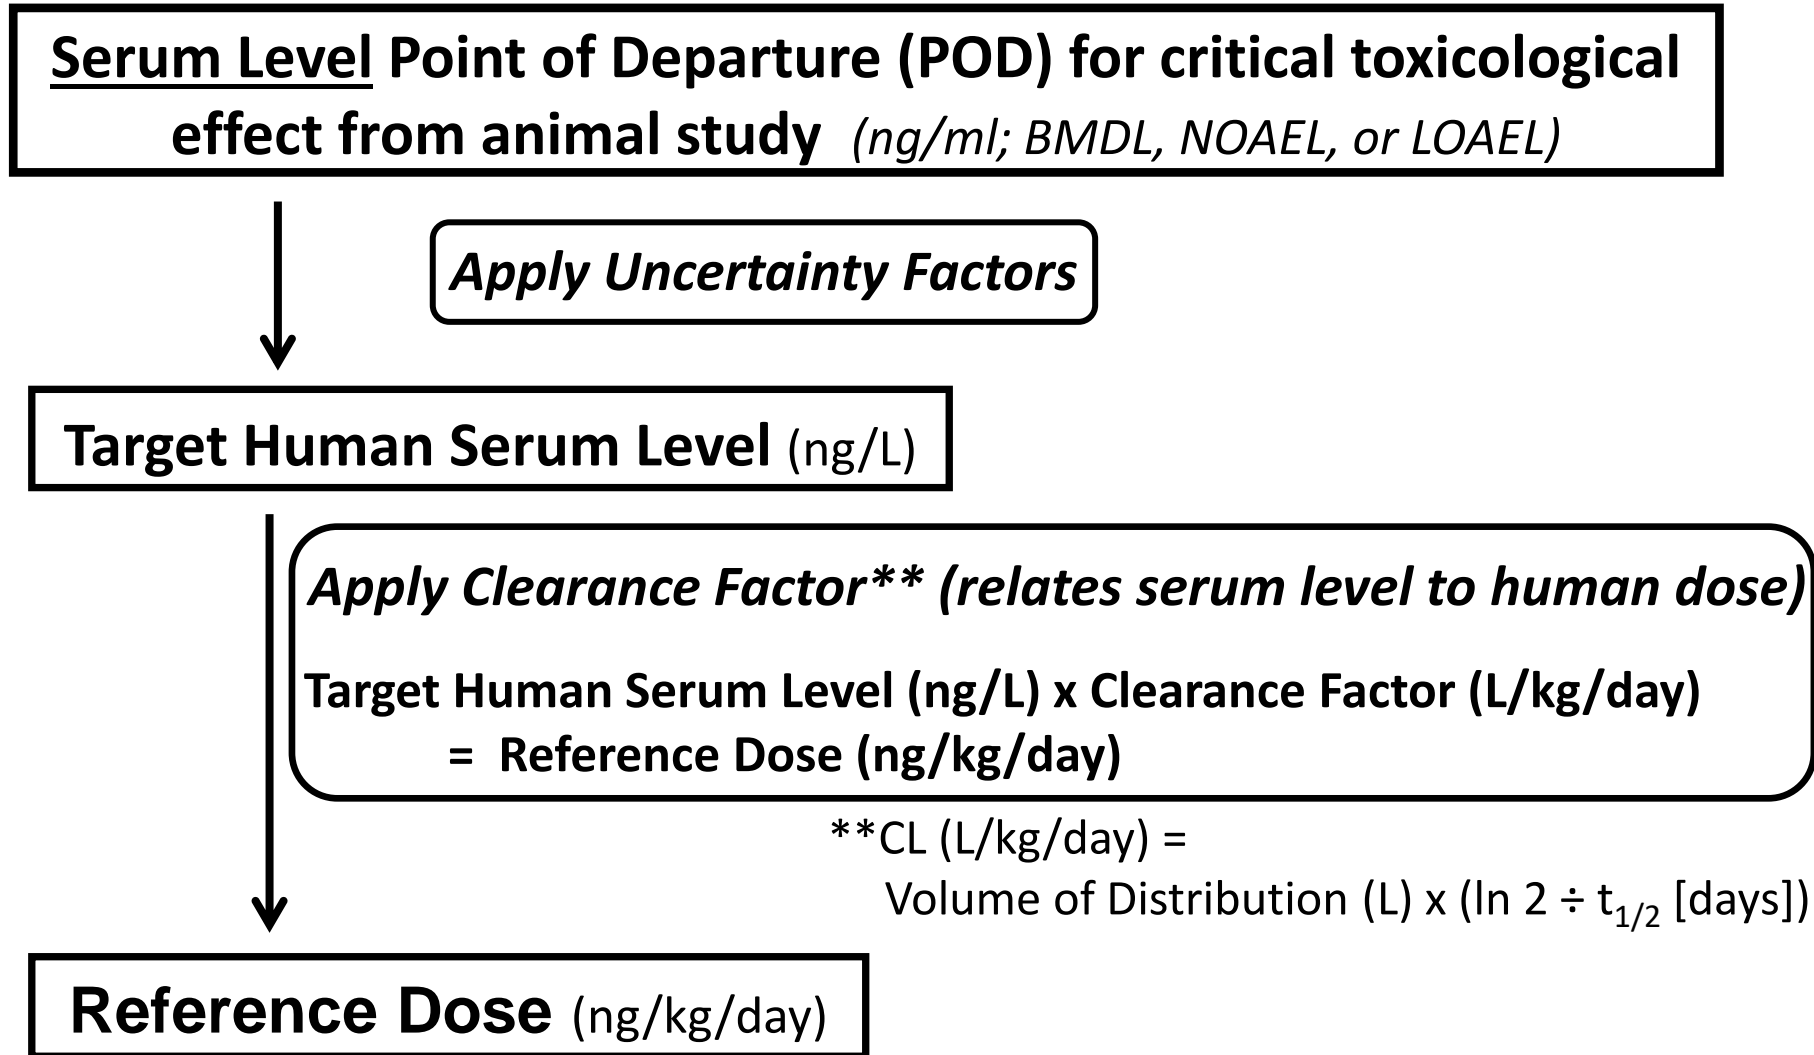 Serum Level Point of Departure (POD) for critical toxicological
effect from animal study (ng/ml; BMDL, NOAEL, or LOAEL)
Apply Uncertainty Factors
Target Human Serum Level (ng/L)
Apply Clearance Factor** (relates serum level to human dose)
Target Human Serum Level (ng/L) x Clearance Factor (L/kg/day)
= Reference Dose (ng/kg/day)
**CL (L/kg/day) =
Volume of Distribution (L) x (ln 2 ÷ t1/2 [days])
Reference Dose (ng/kg/day)